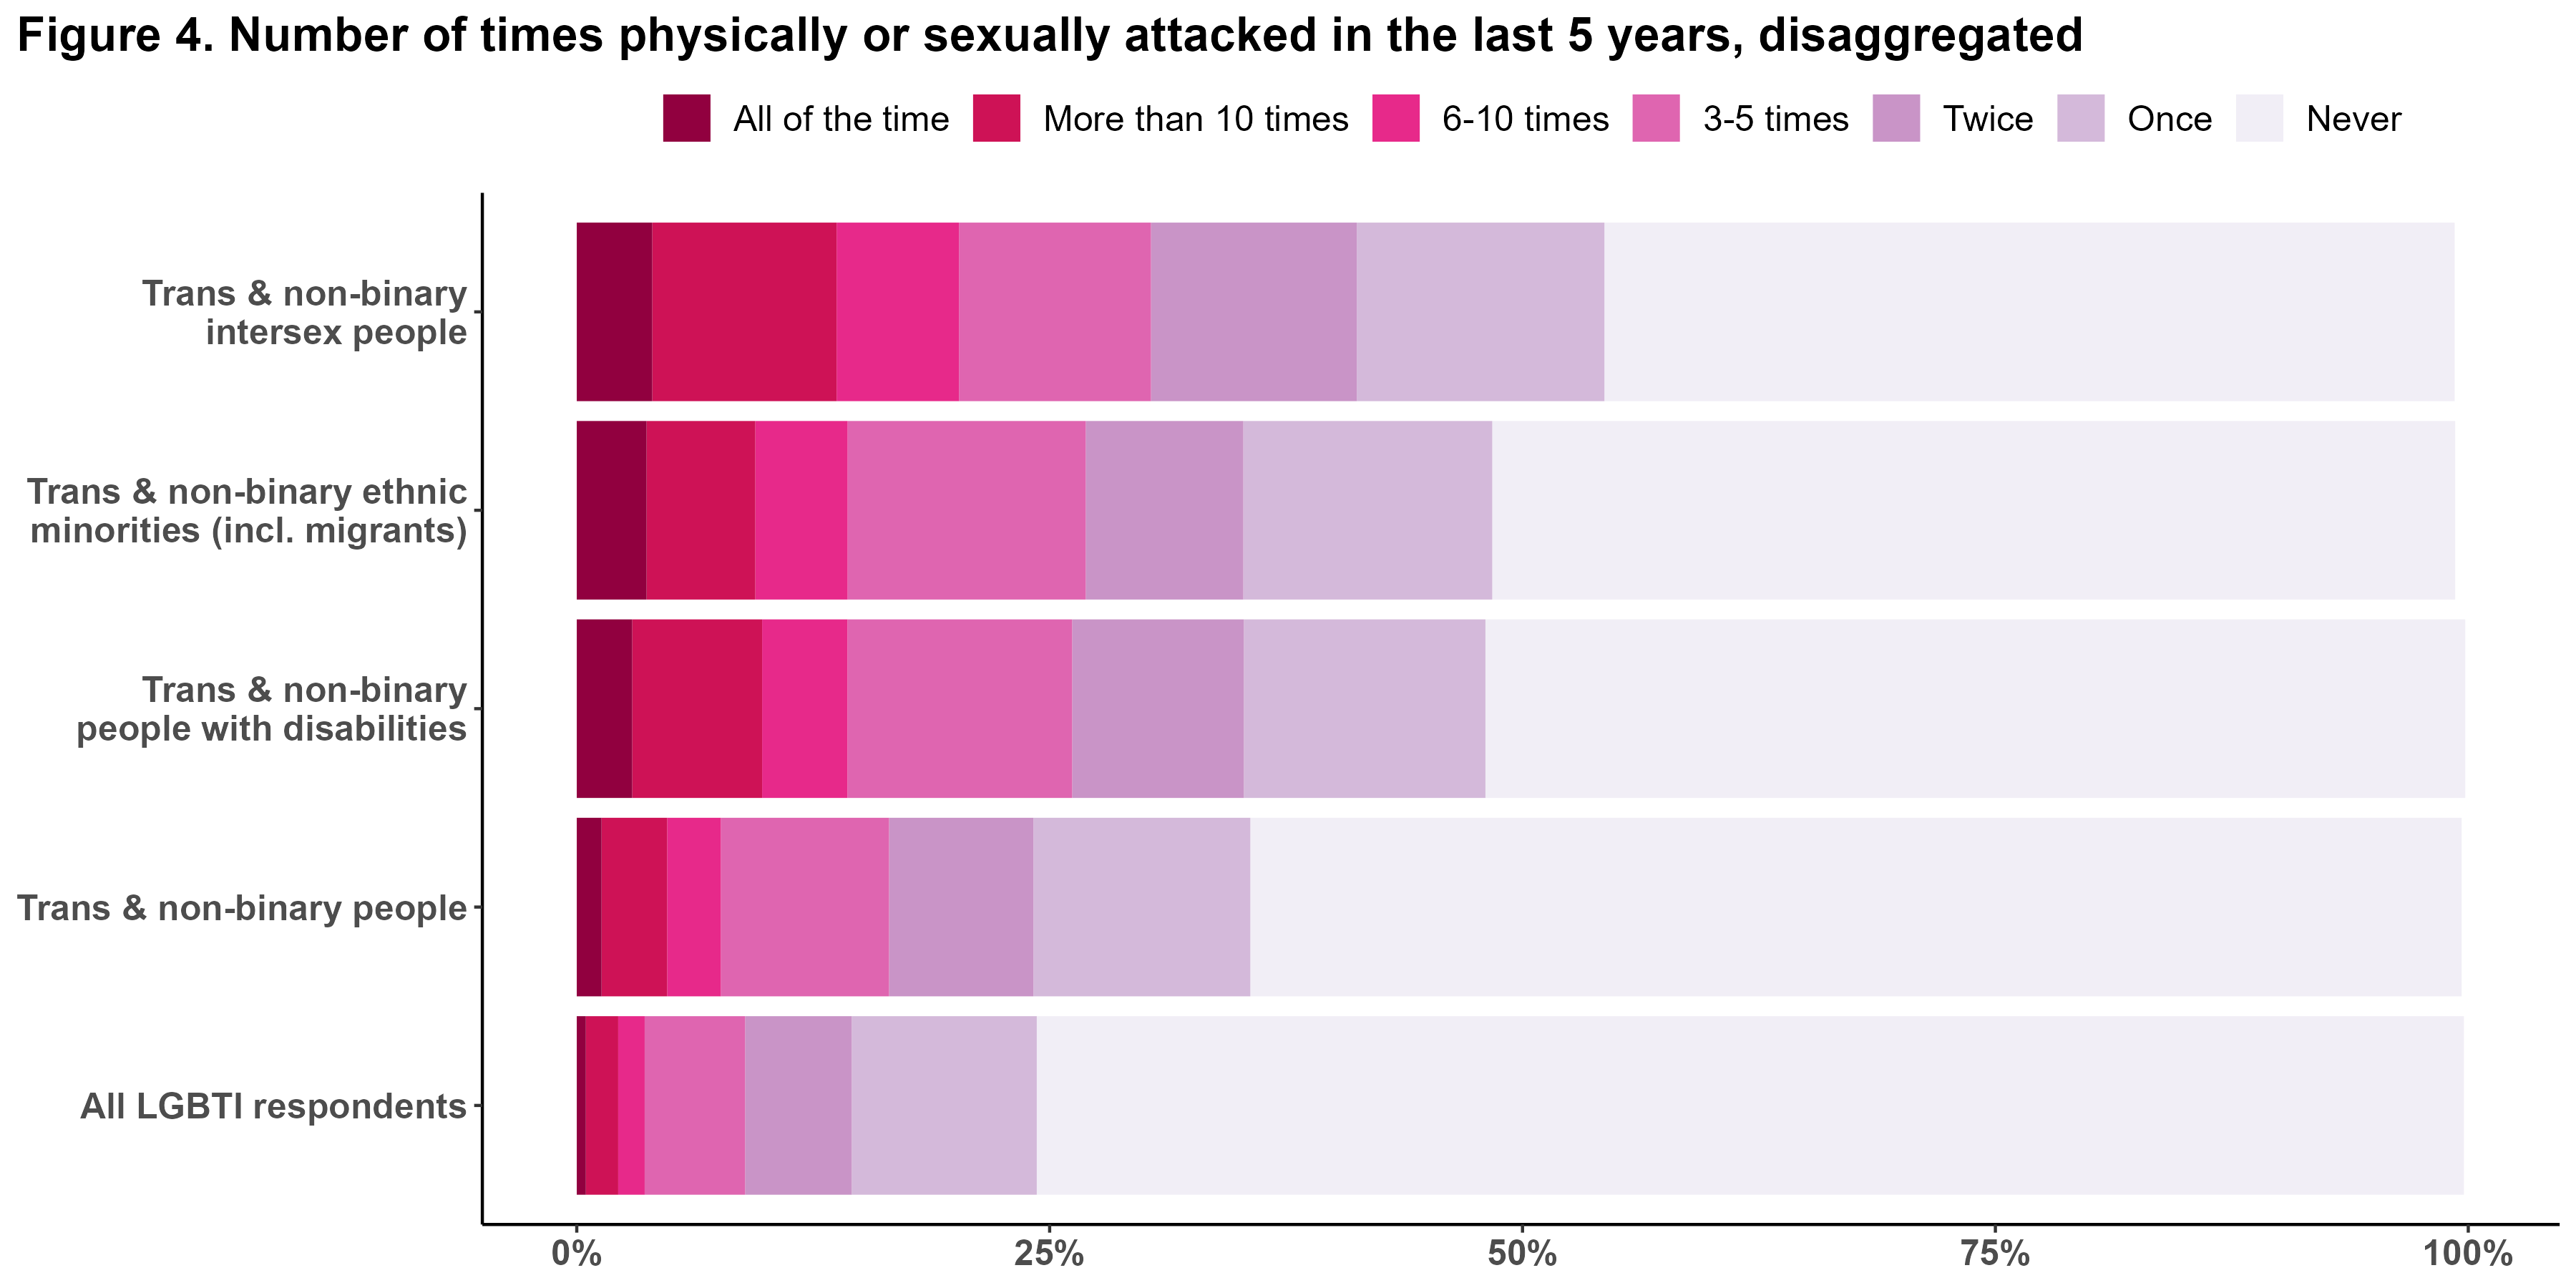 Figure 4. Number of times physically or sexually attacked in the last 5 years, disaggregated
All of the time More than 10 times 6-10 times 3-5 times Twice Once Never
Trans & non-binary
intersex people
Trans & non-binary ethnic
minorities (incl. migrants)
Trans & non-binary
people with disabilities
Trans & non-binary people
All LGBTI respondents
0% 25% 50% 75% 100%